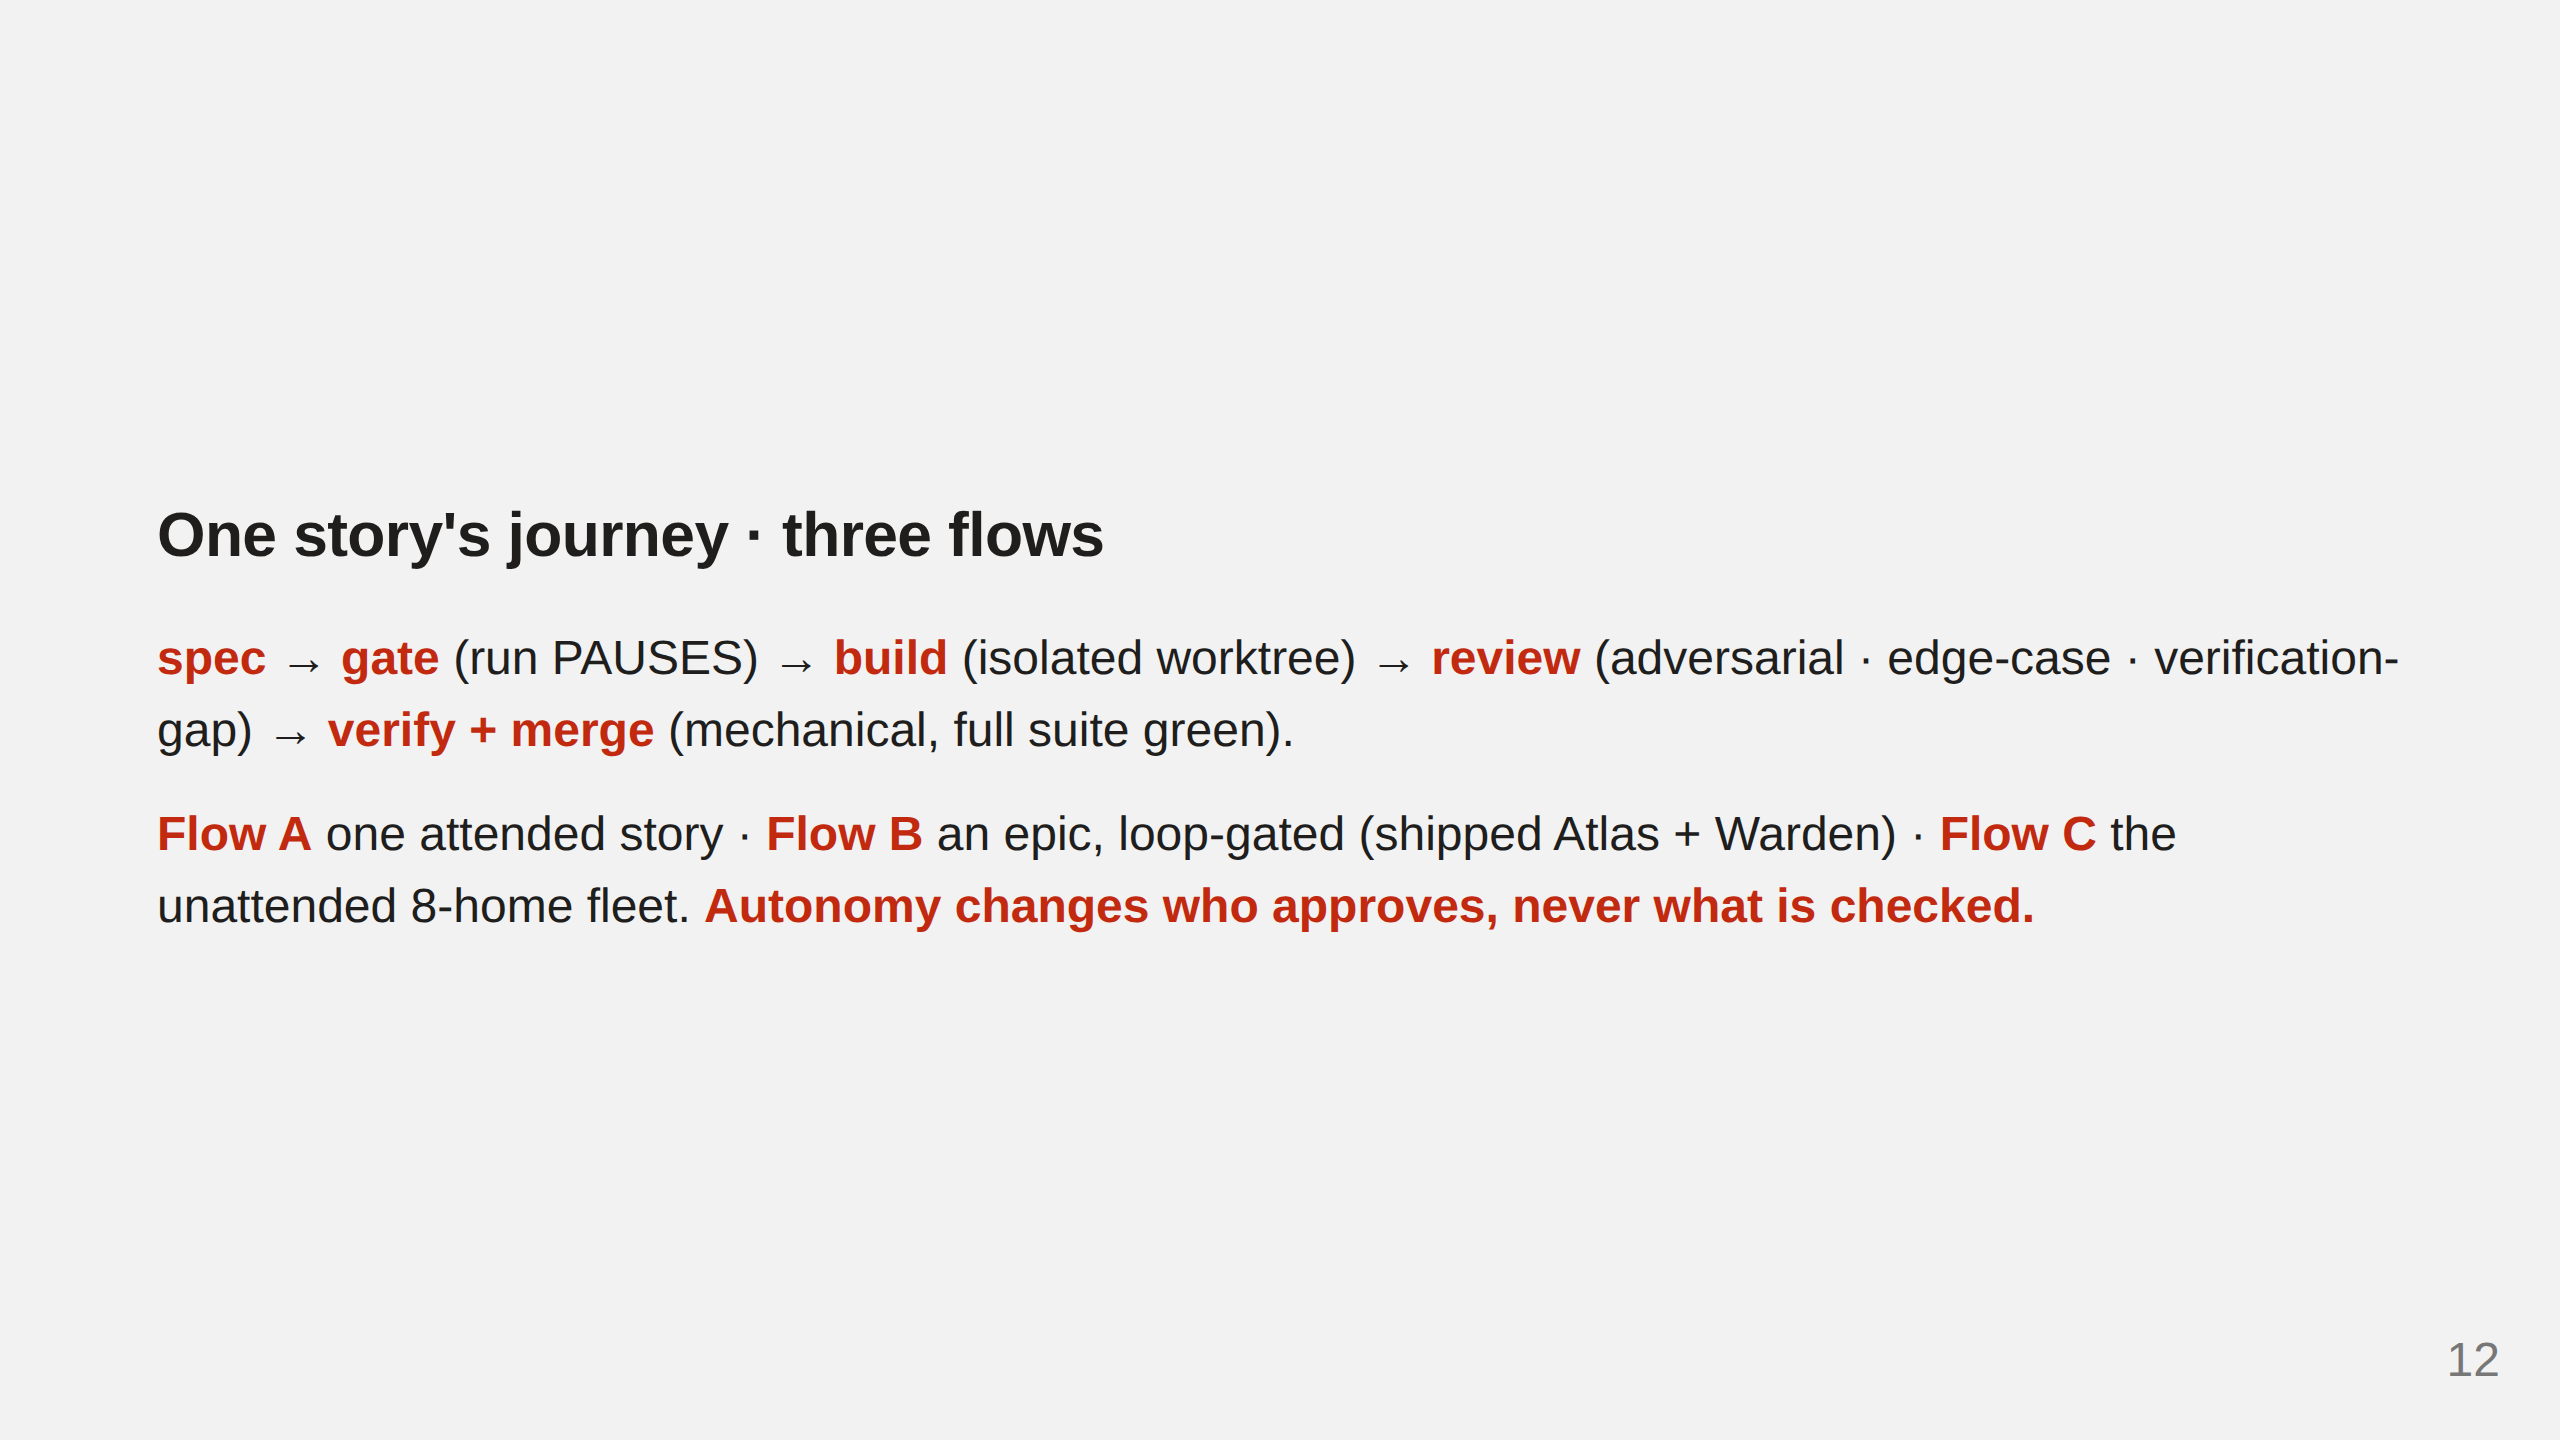 One story's journey · three flows
spec → gate (run PAUSES) → build (isolated worktree) → review (adversarial · edge-case · verification-
gap) → verify + merge (mechanical, full suite green).
Flow A one attended story · Flow B an epic, loop-gated (shipped Atlas + Warden) · Flow C the
unattended 8-home fleet. Autonomy changes who approves, never what is checked.
12